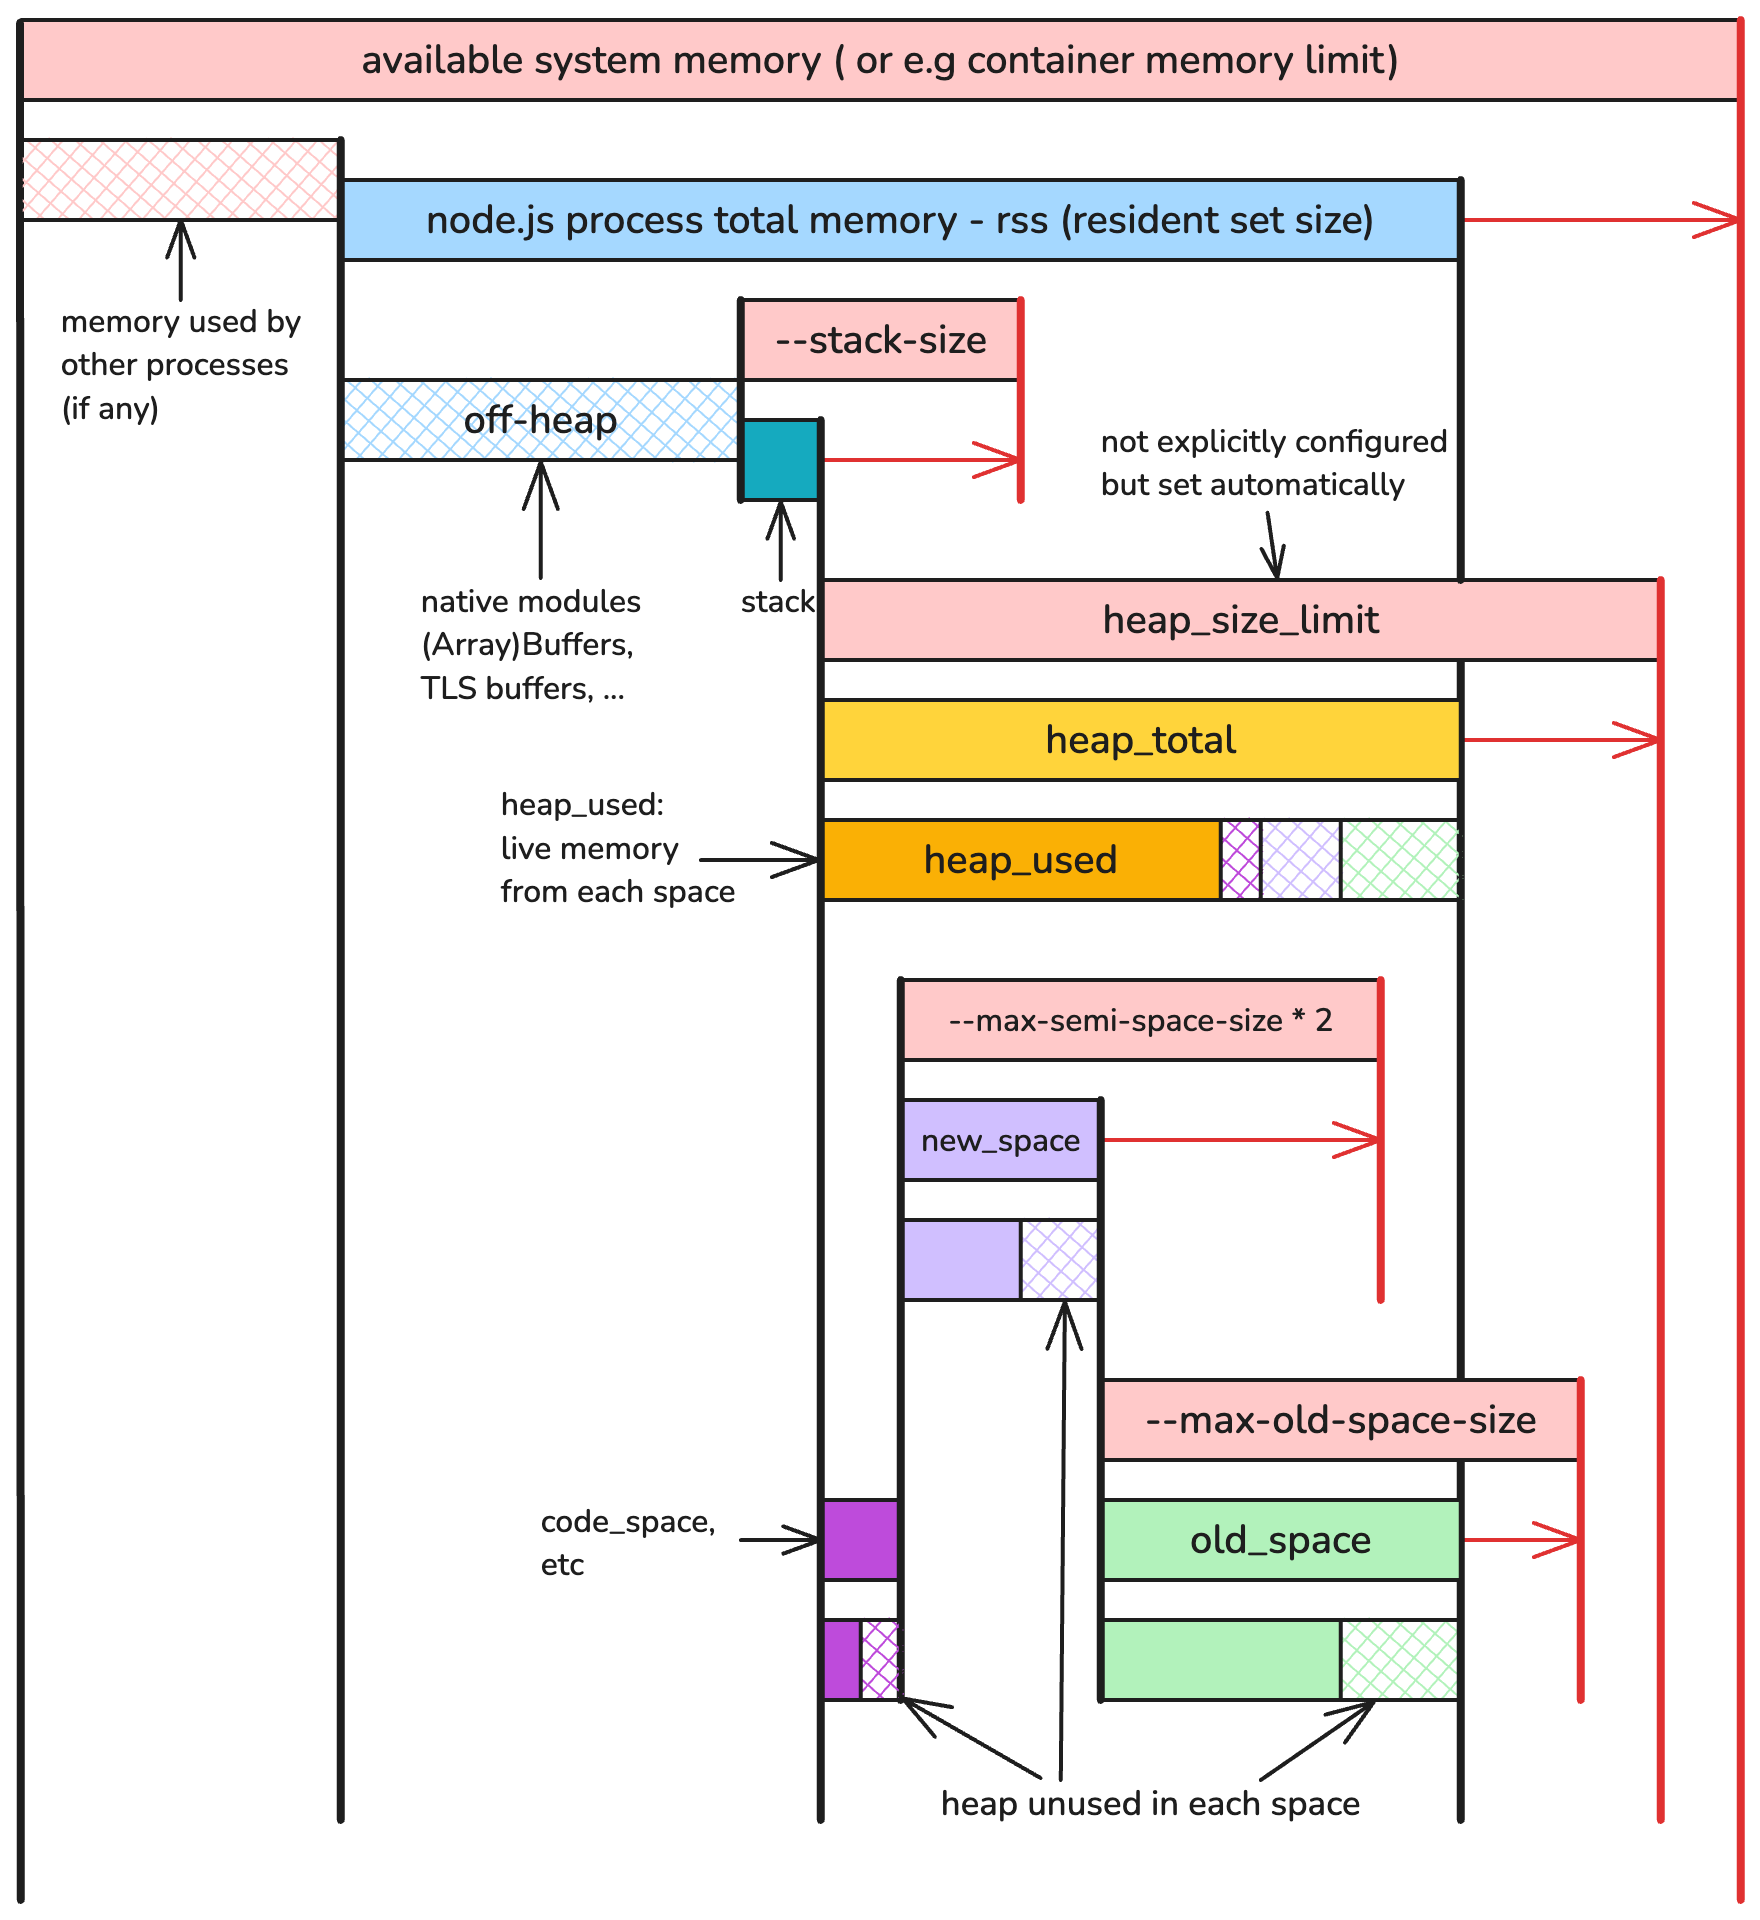 available system memory ( or e.g container memory limit)
node.js process total memory - rss (resident set size)
memory used by
other processes
(if any)
--stack-size
off-heap
not explicitly configured
but set automatically
native modules
(Array)Buffers,
TLS buffers, ...
stack
heap_size_limit
heap_total
heap_used:
live memory
from each space
heap_used
--max-semi-space-size * 2
new_space
--max-old-space-size
code_space,
etc
old_space
heap unused in each space